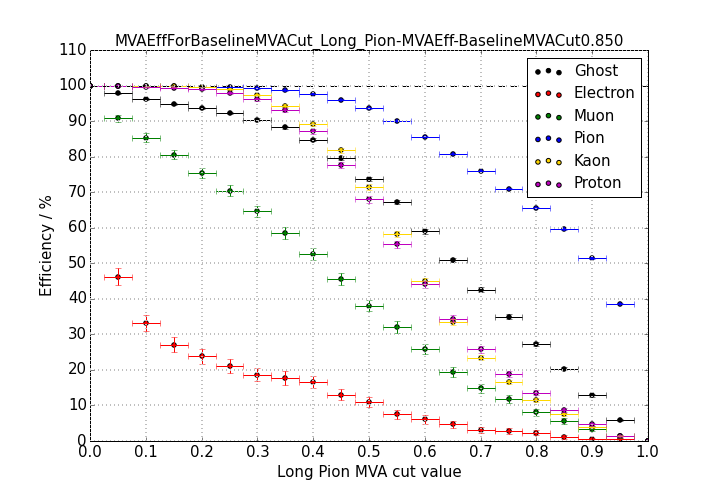 MVAEffForBaselineMVACut_Long_Pion-MVAEff-BaselineMVACut0.850
110
100
90
80
70
60
50
40
30
20
10
0
Efficiency / %
Ghost
Electron
Muon
Pion
Kaon
Proton
0.0 0.1 0.2 0.3 0.4 0.5 0.6 0.7 0.8 0.9 1.0
Long Pion MVA cut value